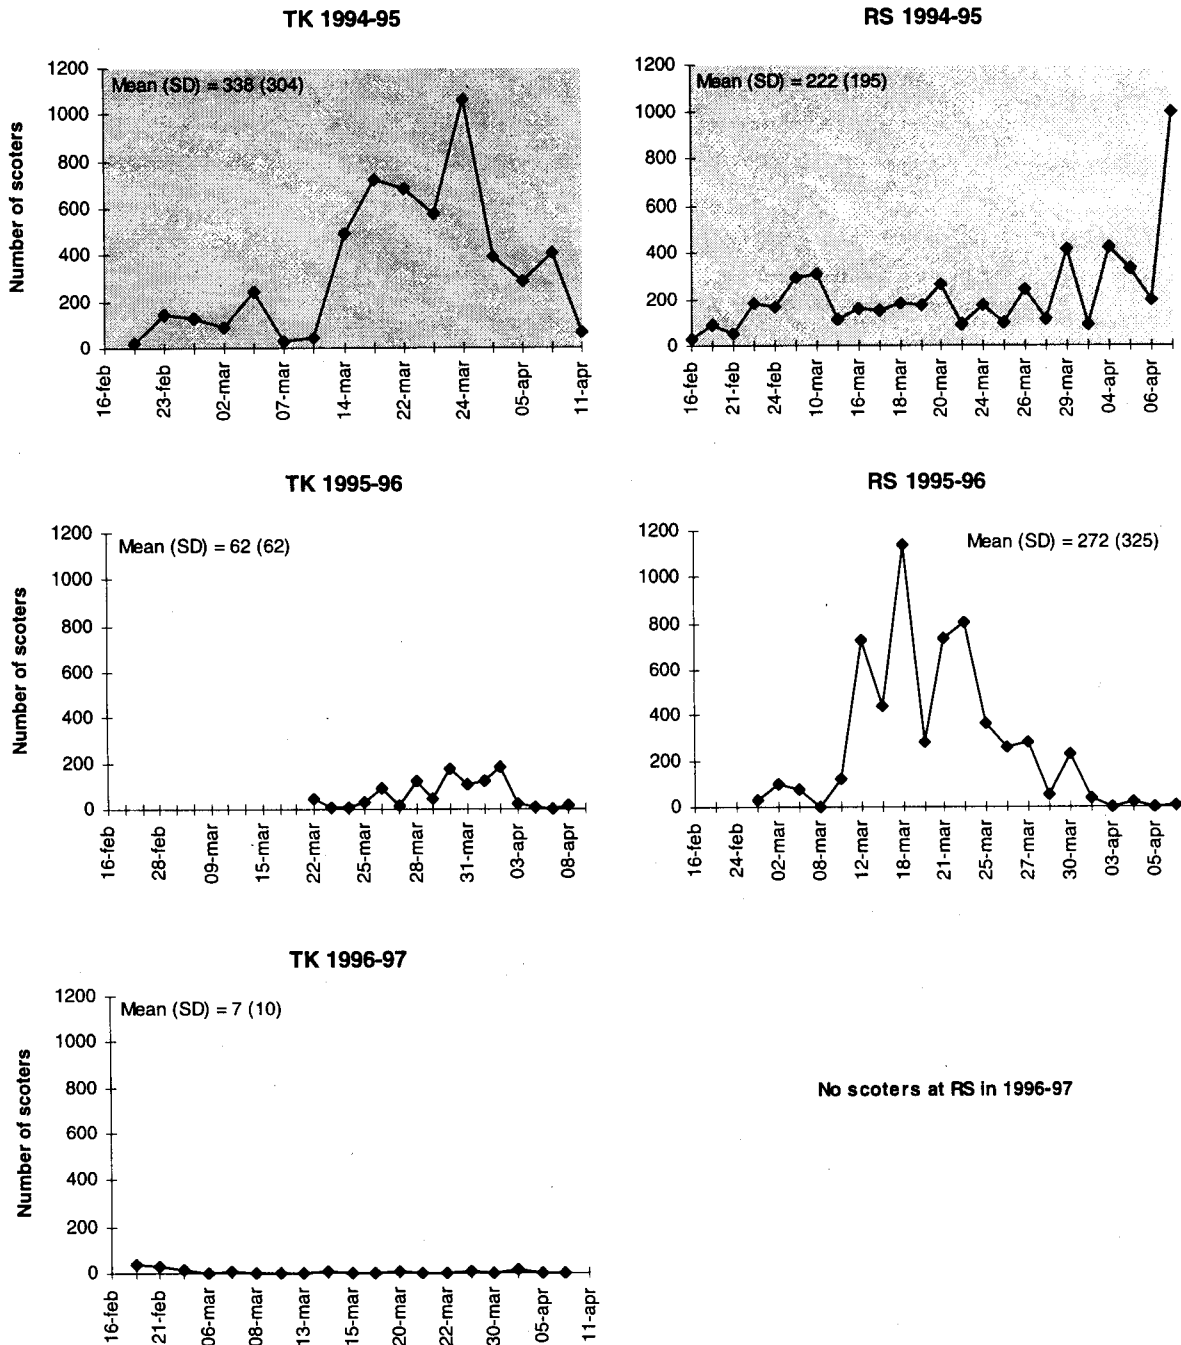 TK 1994-95
Number of scoters
Mean (SD) = 338 (304)
1200
1000
800
600
400
200
0
16-feb
23-feb
02-mar
07-mar
14-mar
22-mar
24-mar
05-apr
11-apr
RS 1994-95
Mean (SD) = 222 (195)
1200
1000
800
600
400
200
0
16-feb
21-feb
24-feb
10-mar
16-mar
18-mar
20-mar
24-mar
26-mar
29-mar
04-apr
06-apr
TK 1995-96
Number of scoters
Mean (SD) = 62 (62)
1200
1000
800
600
400
200
0
16-feb
28-feb
09-mar
15-mar
22-mar
25-mar
28-mar
31-mar
03-apr
08-apr
RS 1995-96
Mean (SD) = 272 (325)
1200
1000
800
600
400
200
0
16-feb
24-feb
02-mar
08-mar
12-mar
18-mar
21-mar
25-mar
27-mar
30-mar
03-apr
05-apr
TK 1996-97
Number of scoters
Mean (SD) = 7 (10)
1200
1000
800
600
400
200
0
16-feb
21-feb
06-mar
08-mar
13-mar
15-mar
20-mar
22-mar
30-mar
05-apr
11-apr
No scoters at RS in 1996-97